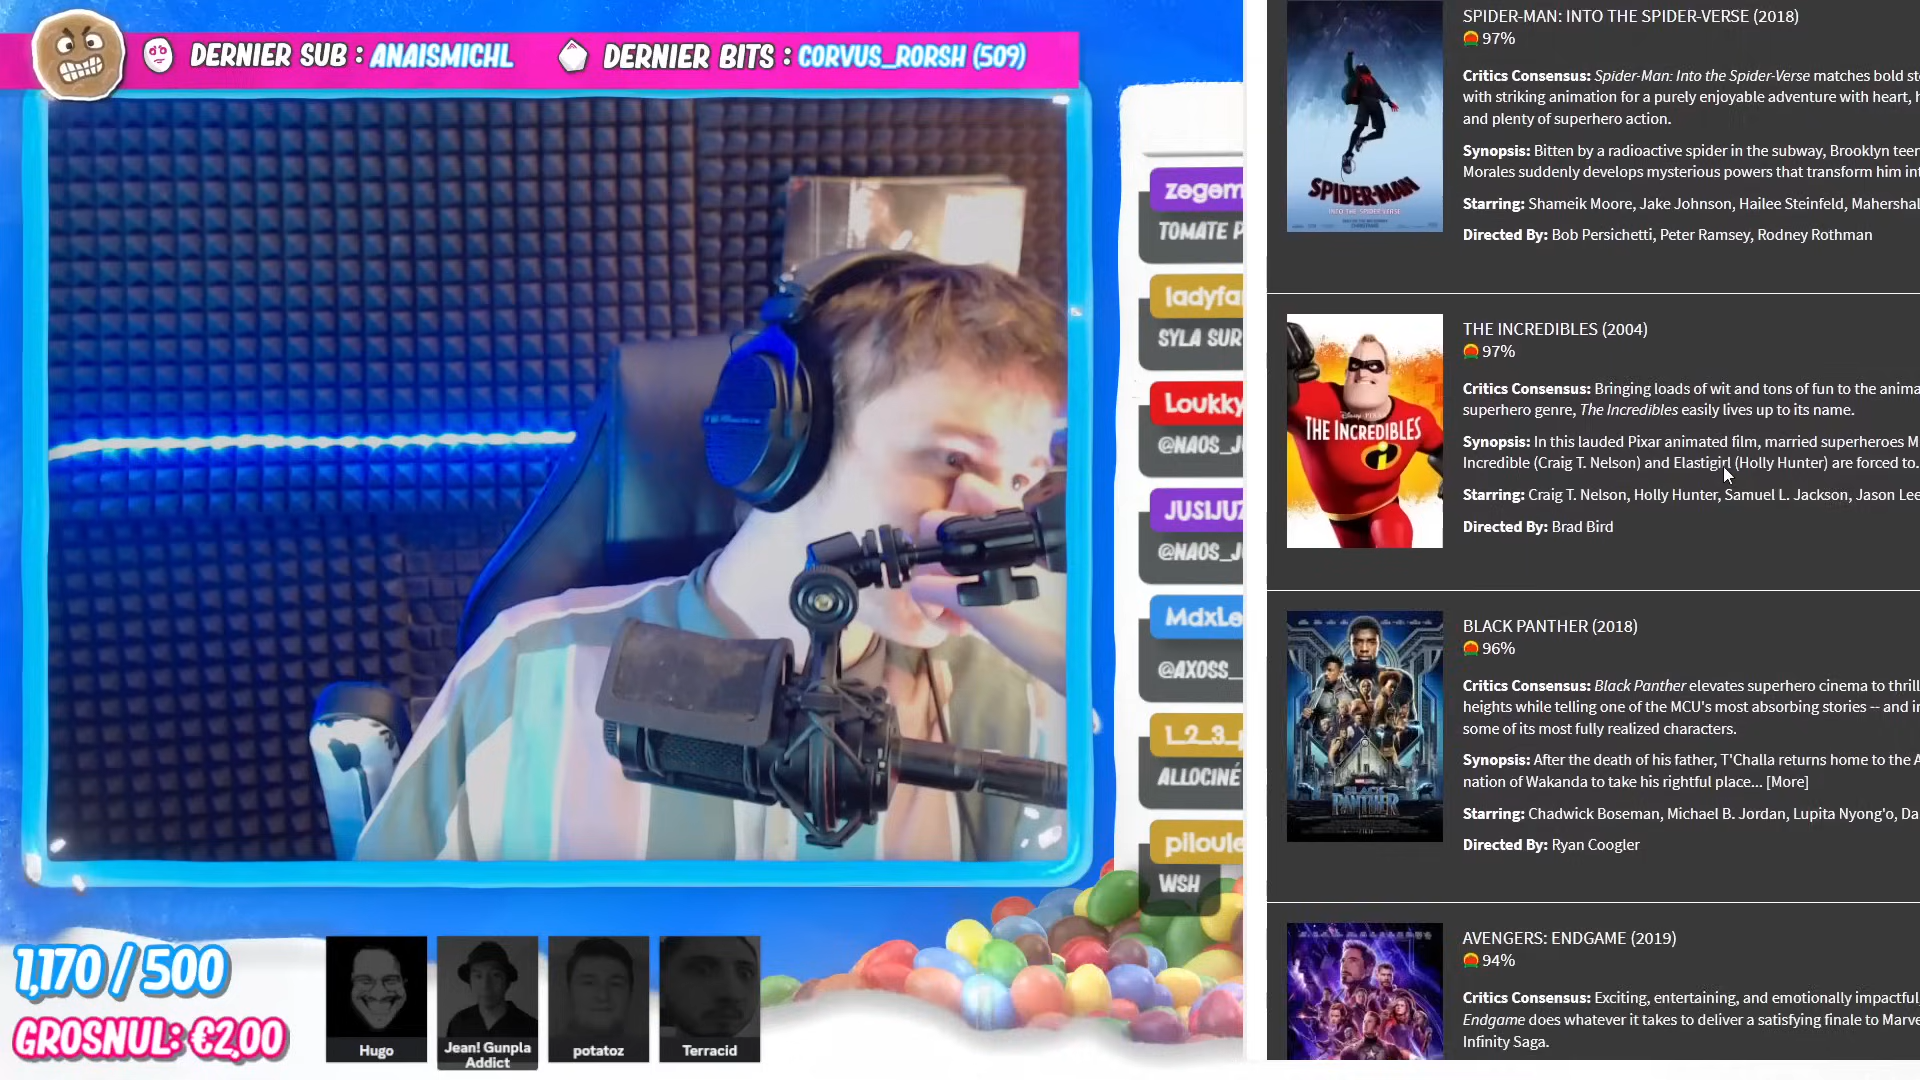 DERNIER SUB : ANAISMICHL
DERNIER BITS : CORVUS_RORSH (509)
zegem
TOMATE P
ladyfa
SYLA SUR
Loukky
@NAOS_J
JUSIJUZ
@NAOS_J
MdxLe
@AXOSS_
1_2_3_
ALLOCINÉ
piloule
WSH
1,170 / 500
GROSNUL: €2,00
Hugo
Jean! Gunpla
Addict
potatoz
Terracid
SPIDER-MAN: INTO THE SPIDER-VERSE (2018)
97%
Critics Consensus: Spider-Man: Into the Spider-Verse matches bold st
with striking animation for a purely enjoyable adventure with heart, h
and plenty of superhero action.
Synopsis: Bitten by a radioactive spider in the subway, Brooklyn teen
Morales suddenly develops mysterious powers that transform him int
Starring: Shameik Moore, Jake Johnson, Hailee Steinfeld, Mahershal
Directed By: Bob Persichetti, Peter Ramsey, Rodney Rothman
SPIDER-MAN
INTO THE SPIDER-VERSE
THE INCREDIBLES (2004)
97%
Critics Consensus: Bringing loads of wit and tons of fun to the anima
superhero genre, The Incredibles easily lives up to its name.
Synopsis: In this lauded Pixar animated film, married superheroes M
Incredible (Craig T. Nelson) and Elastigirl (Holly Hunter) are forced to.
Starring: Craig T. Nelson, Holly Hunter, Samuel L. Jackson, Jason Lee
Directed By: Brad Bird
THE INCREDIBLES
BLACK PANTHER (2018)
96%
Critics Consensus: Black Panther elevates superhero cinema to thrill
heights while telling one of the MCU's most absorbing stories -- and in
some of its most fully realized characters.
Synopsis: After the death of his father, T'Challa returns home to the A
nation of Wakanda to take his rightful place... [More]
Starring: Chadwick Boseman, Michael B. Jordan, Lupita Nyong'o, Da
Directed By: Ryan Coogler
BLACK
PANTHER
AVENGERS: ENDGAME (2019)
94%
Critics Consensus: Exciting, entertaining, and emotionally impactful,
Endgame does whatever it takes to deliver a satisfying finale to Marve
Infinity Saga.